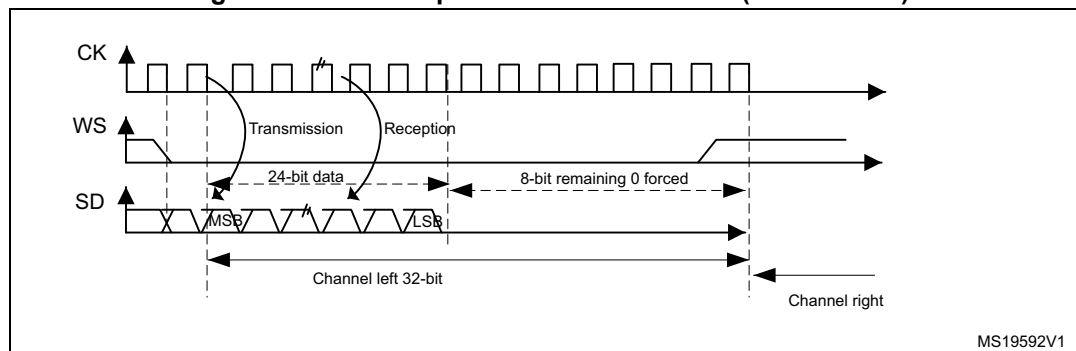 CK
Transmission
Reception
WS
24-bit data
8-bit remaining 0 forced
SD
MSB
LSB
Channel left 32-bit
Channel right
MS19592V1